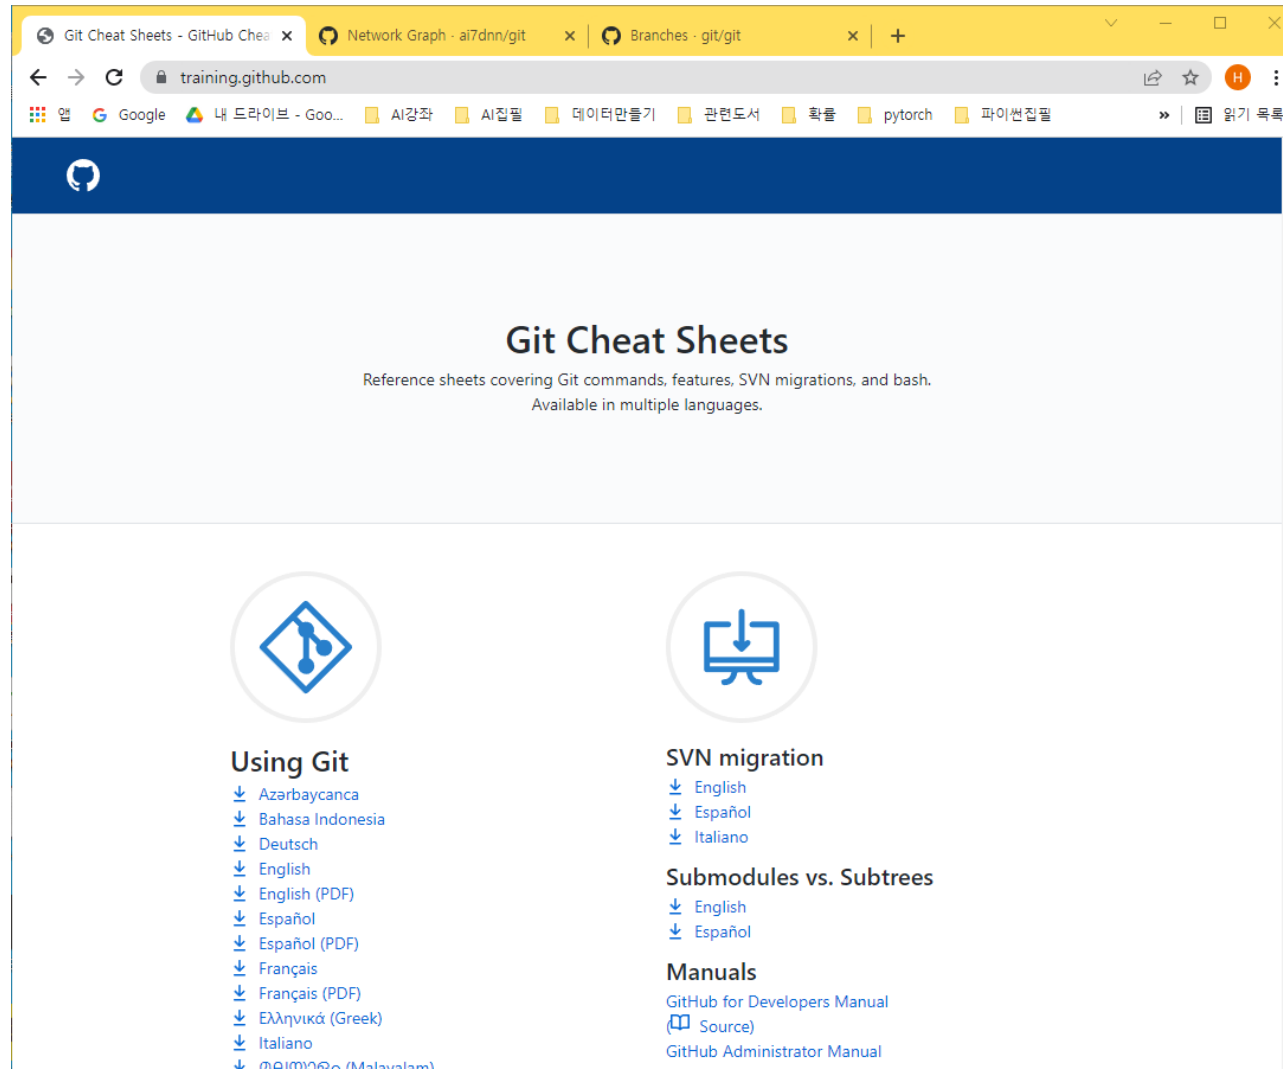 Git Cheat Sheets - GitHub Chea
Network Graph · ai7dnn/git
Branches · git/git
training.github.com
H
앱
Google
내 드라이브 - Goo...
AI강좌
AI집필
데이터만들기
관련도서
확률
pytorch
파이썬집필
»
읽기 목록
Git Cheat Sheets
Reference sheets covering Git commands, features, SVN migrations, and bash.
Available in multiple languages.
Using Git
Azərbaycanca
Bahasa Indonesia
Deutsch
English
English (PDF)
Español
Español (PDF)
Français
Français (PDF)
Ελληνικά (Greek)
Italiano
(Malayalam)
SVN migration
English
Español
Italiano
Submodules vs. Subtrees
English
Español
Manuals
GitHub for Developers Manual
( Source)
GitHub Administrator Manual